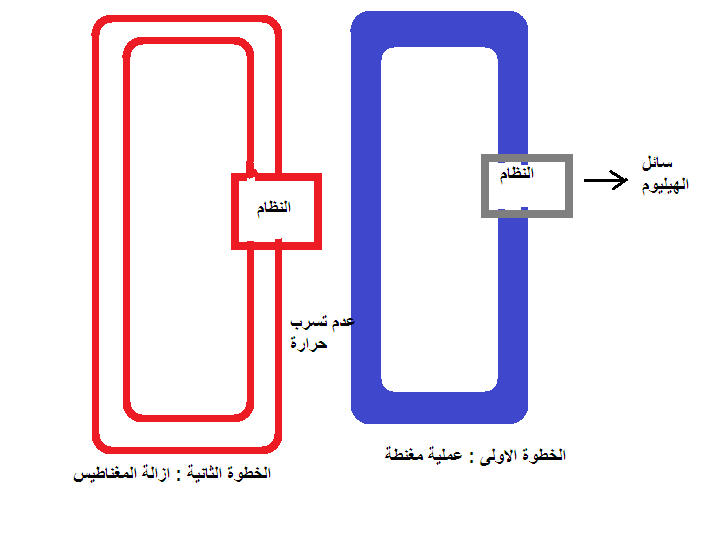 سائل
الهيليوم
النظام
النظام
عدم تسرب
حرارة
الخطوة الاولى : عملية مغنطة
الخطوة الثانية : ازالة المغناطيس